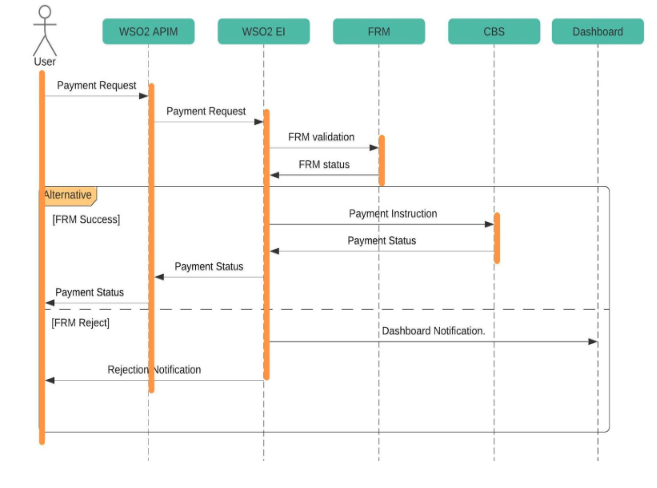 WSO2 APIM
WSO2 EI
FRM
CBS
Dashboard
User
Payment Request
Payment Request
FRM validation
FRM status
Alternative
[FRM Success]
Payment Instruction
Payment Status
Payment Status
Payment Status
[FRM Reject]
Dashboard Notification.
Rejection Notification